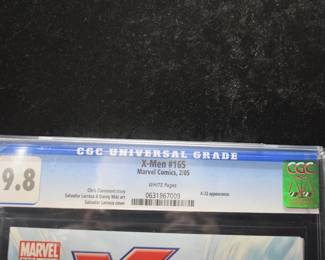 CGC UNIVERSAL GRADE
X-Men #165
Marvel Comics, 2/05
9.8
WHITE Pages
Chris Claremont story
Salvador Larroca & Danny Miki art
Salvador Larroca cover
0631867009
X-23 appearance.
CGC
MARVEL
X